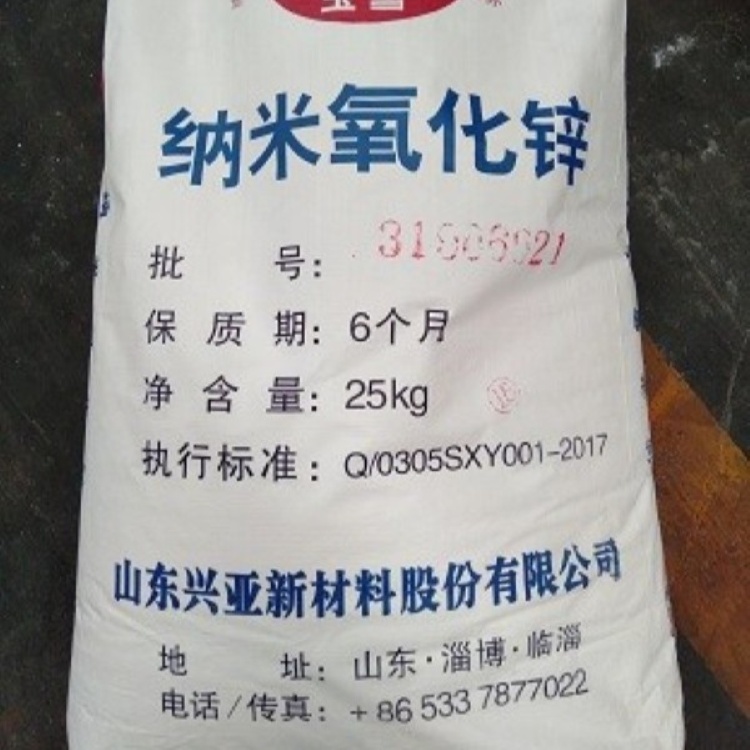 纳米氧化锌
批 号: 31906021
保 质 期: 6个月
净 含 量: 25kg
执行标准: Q/0305SXY001-2017
山东兴亚新材料股份有限公司
地 址: 山东·淄博·临淄
电话/传真: +86 533 7877022